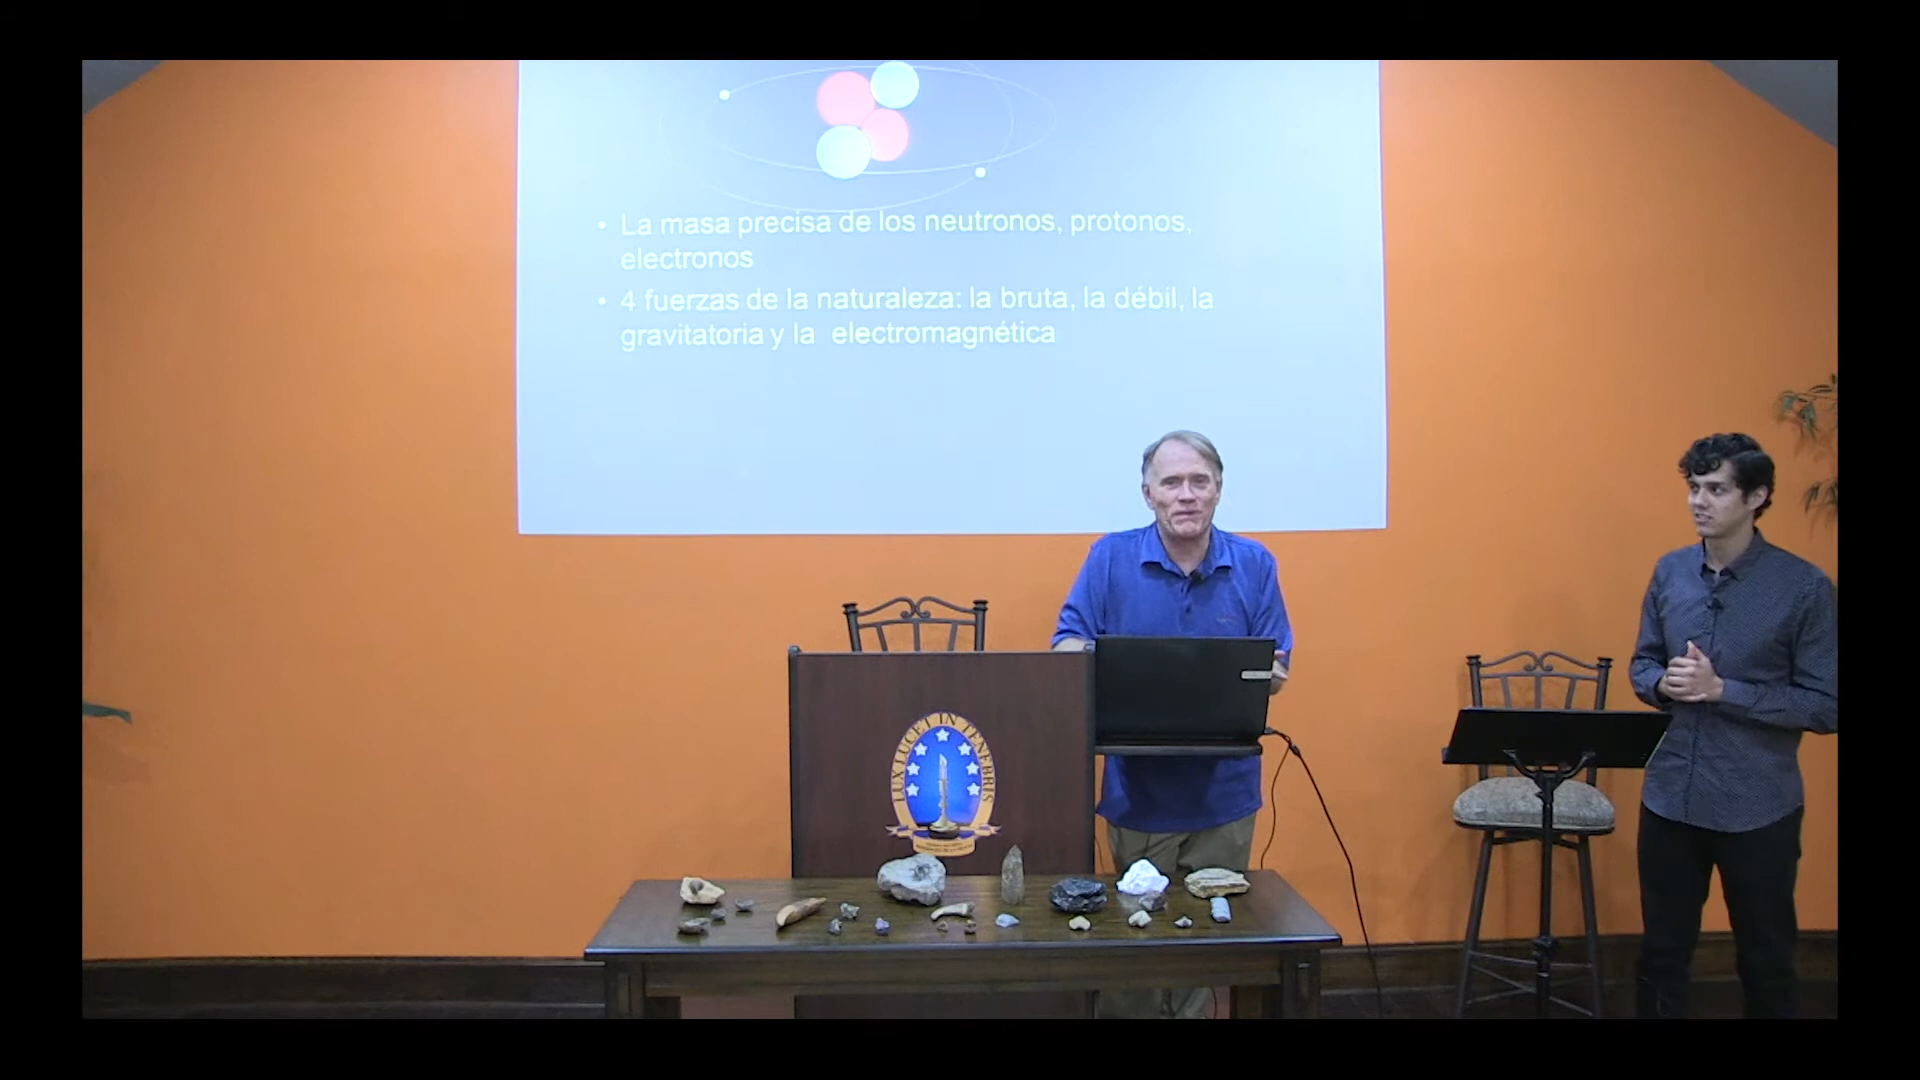 • La masa precisa de los neutronos, protonos,
electronos
• 4 fuerzas de la naturaleza: la bruta, la débil, la
gravitatoria y la electromagnética
LUX LUCET IN TENEBRIS